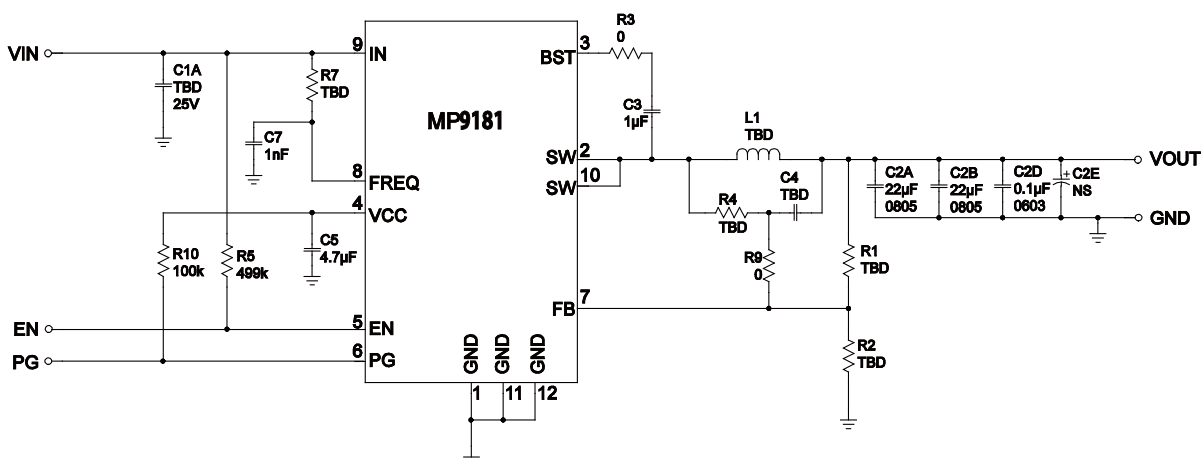 R3
0
VIN
9
IN
3
BST
C1A
TBD
25V
R7
TBD
C3
1µF
MP9181
L1
TBD
C7
1nF
SW
2
VOUT
8
FREQ
SW
10
C4
TBD
C2A
22µF
0805
C2B
22µF
0805
C2D
0.1µF
0603
+
C2E
NS
4
VCC
R4
TBD
GND
R10
100k
R5
499k
C5
4.7µF
R9
0
R1
TBD
7
FB
EN
5
EN
PG
6
PG
R2
TBD
GND
GND
GND
1
11
12